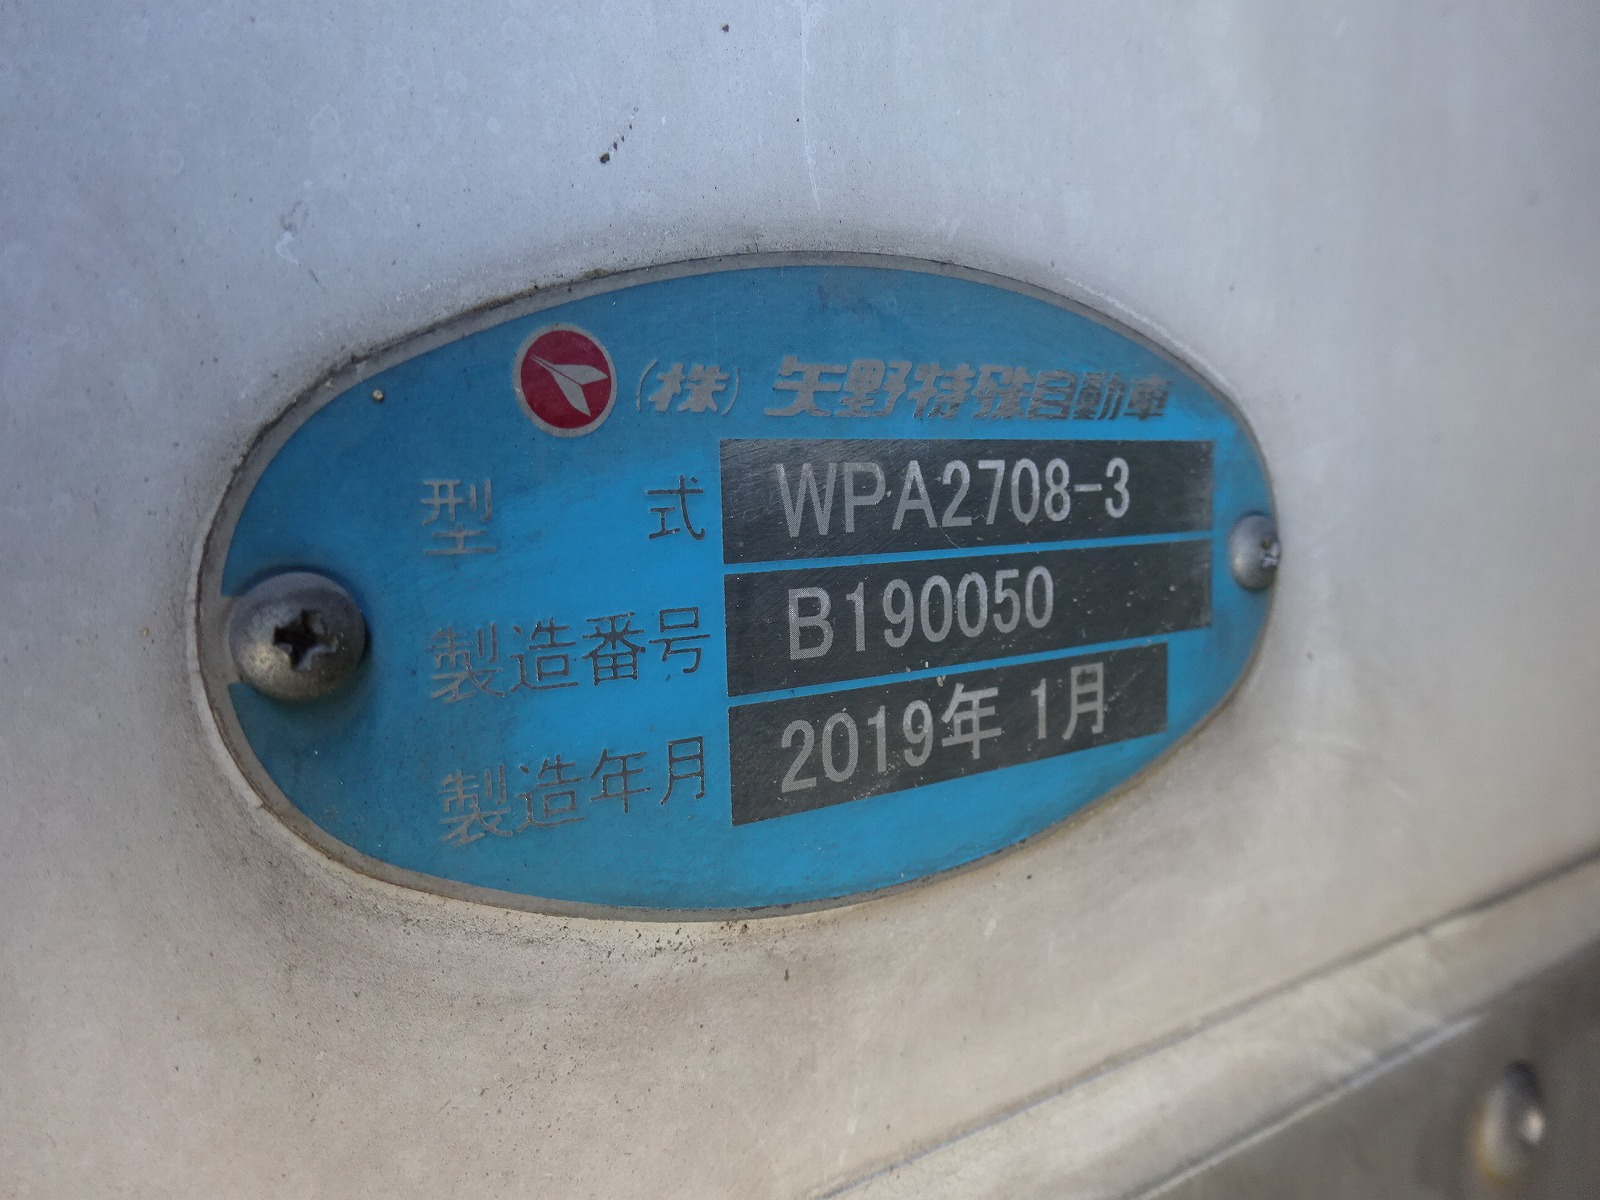 (株) 矢野特殊自動車
型式 WPA2708-3
製造番号 B190050
製造年月 2019年 1月